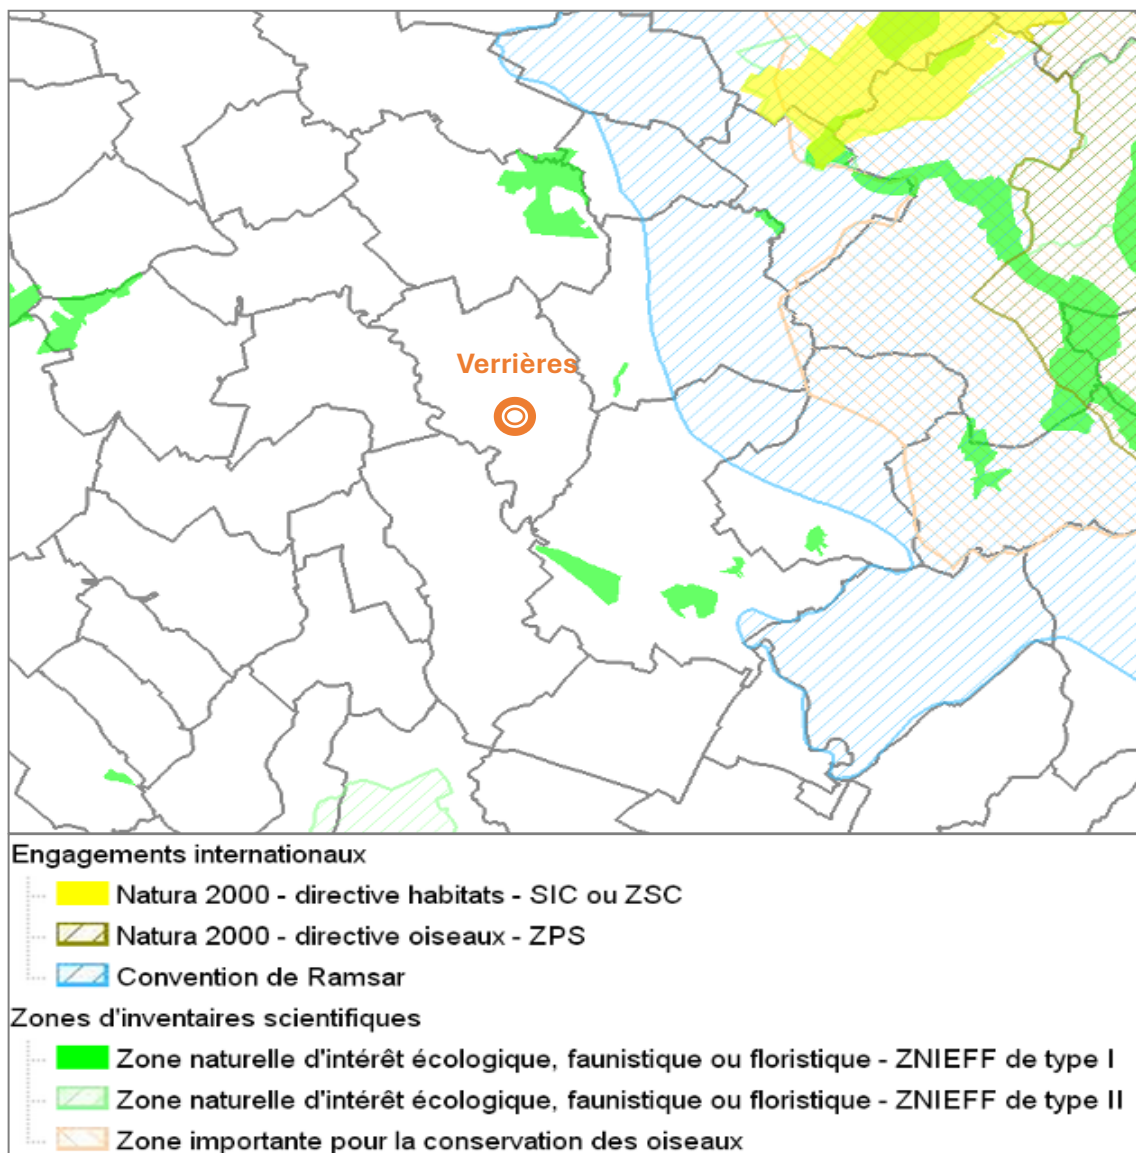 Verrières
Engagements internationaux
Natura 2000 - directive habitats - SIC ou ZSC
Natura 2000 - directive oiseaux - ZPS
Convention de Ramsar
Zones d'inventaires scientifiques
Zone naturelle d'intérêt écologique, faunistique ou floristique - ZNIEFF de type I
Zone naturelle d'intérêt écologique, faunistique ou floristique - ZNIEFF de type II
Zone importante pour la conservation des oiseaux